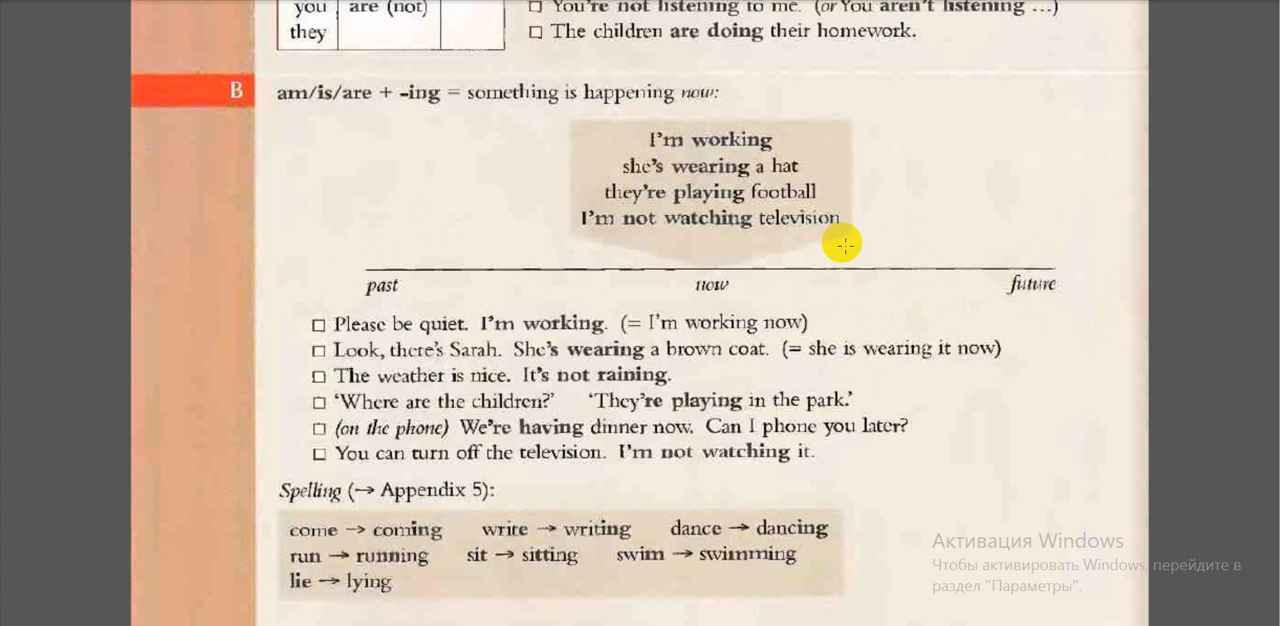 you are (not) □ You're not listening to me. (or You aren't listening ...)
they □ The children are doing their homework.
B am/is/are + -ing = something is happening now:
I'm working
she's wearing a hat
they're playing football
I'm not watching television
past now future
□ Please be quiet. I'm working. (= I'm working now)
□ Look, there's Sarah. She's wearing a brown coat. (= she is wearing it now)
□ The weather is nice. It's not raining.
□ 'Where are the children?' 'They're playing in the park.'
□ (on the phone) We're having dinner now. Can I phone you later?
□ You can turn off the television. I'm not watching it.
Spelling (→ Appendix 5):
come → coming write → writing dance → dancing
run → running sit → sitting swim → swimming
lie → lying
Активация Windows
Чтобы активировать Windows, перейдите в
раздел "Параметры".